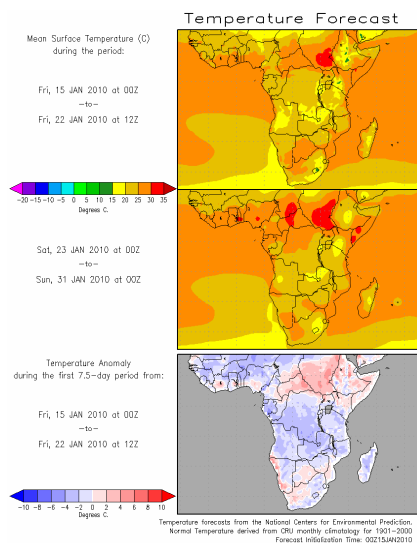 Temperature Forecast
Mean Surface Temperature (C)
during the period:
Fri, 15 JAN 2010 at 00Z
-to-
Fri, 22 JAN 2010 at 12Z
-20 -15 -10 -5 0 5 10 15 20 25 30 35
Degrees C.
Sat, 23 JAN 2010 at 00Z
-to-
Sun, 31 JAN 2010 at 00Z
Temperature Anomaly
during the first 7.5-day period from:
Fri, 15 JAN 2010 at 00Z
-to-
Fri, 22 JAN 2010 at 12Z
-10 -8 -6 -4 -2 0 2 4 6 8 10
Degrees C.
Temperature forecasts from the National Centers for Environmental Prediction.
Normal Temperature derived from CRU monthly climatology for 1901-2000
Forecast Initialization Time: 00Z15JAN2010